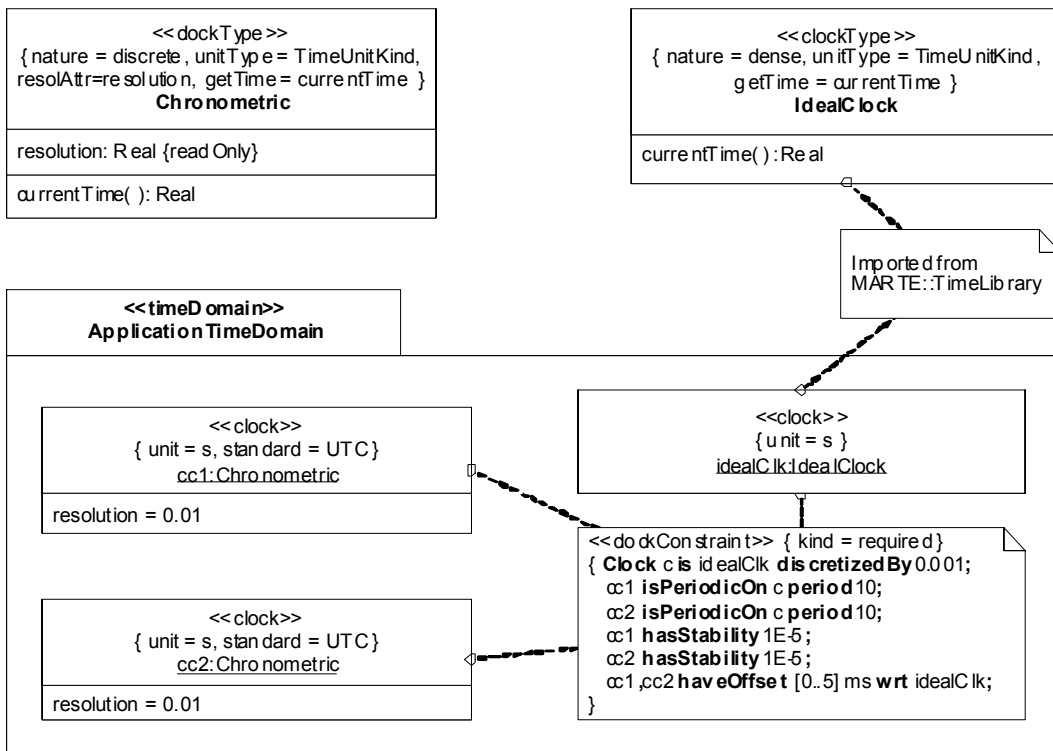 <<dockType>>
{ nature = discrete, unitType = TimeUnitKind,
resolAttr=resolution, getTime = currentTime }
Chronometric
resolution: Real {readOnly}
currentTime( ): Real
<<clockType>>
{ nature = dense, unitType = TimeUnitKind,
getTime = currentTime }
IdealClock
currentTime( ):Real
Imported from
MARTE::TimeLibrary
<<timeDomain>>
ApplicationTimeDomain
<<clock>>
{ unit = s, standard = UTC }
cc1:Chronometric
resolution = 0.01
<<clock>>
{ unit = s }
idealClk:IdealClock
<<clock>>
{ unit = s, standard = UTC }
cc2:Chronometric
resolution = 0.01
<<clockConstraint>> { kind = required }
{ Clock c is idealClk discretizedBy 0.001;
cc1 isPeriodicOn c period 10;
cc2 isPeriodicOn c period 10;
cc1 hasStability 1E-5;
cc2 hasStability 1E-5;
cc1,cc2 haveOffset [0..5] ms wrt idealClk;
}